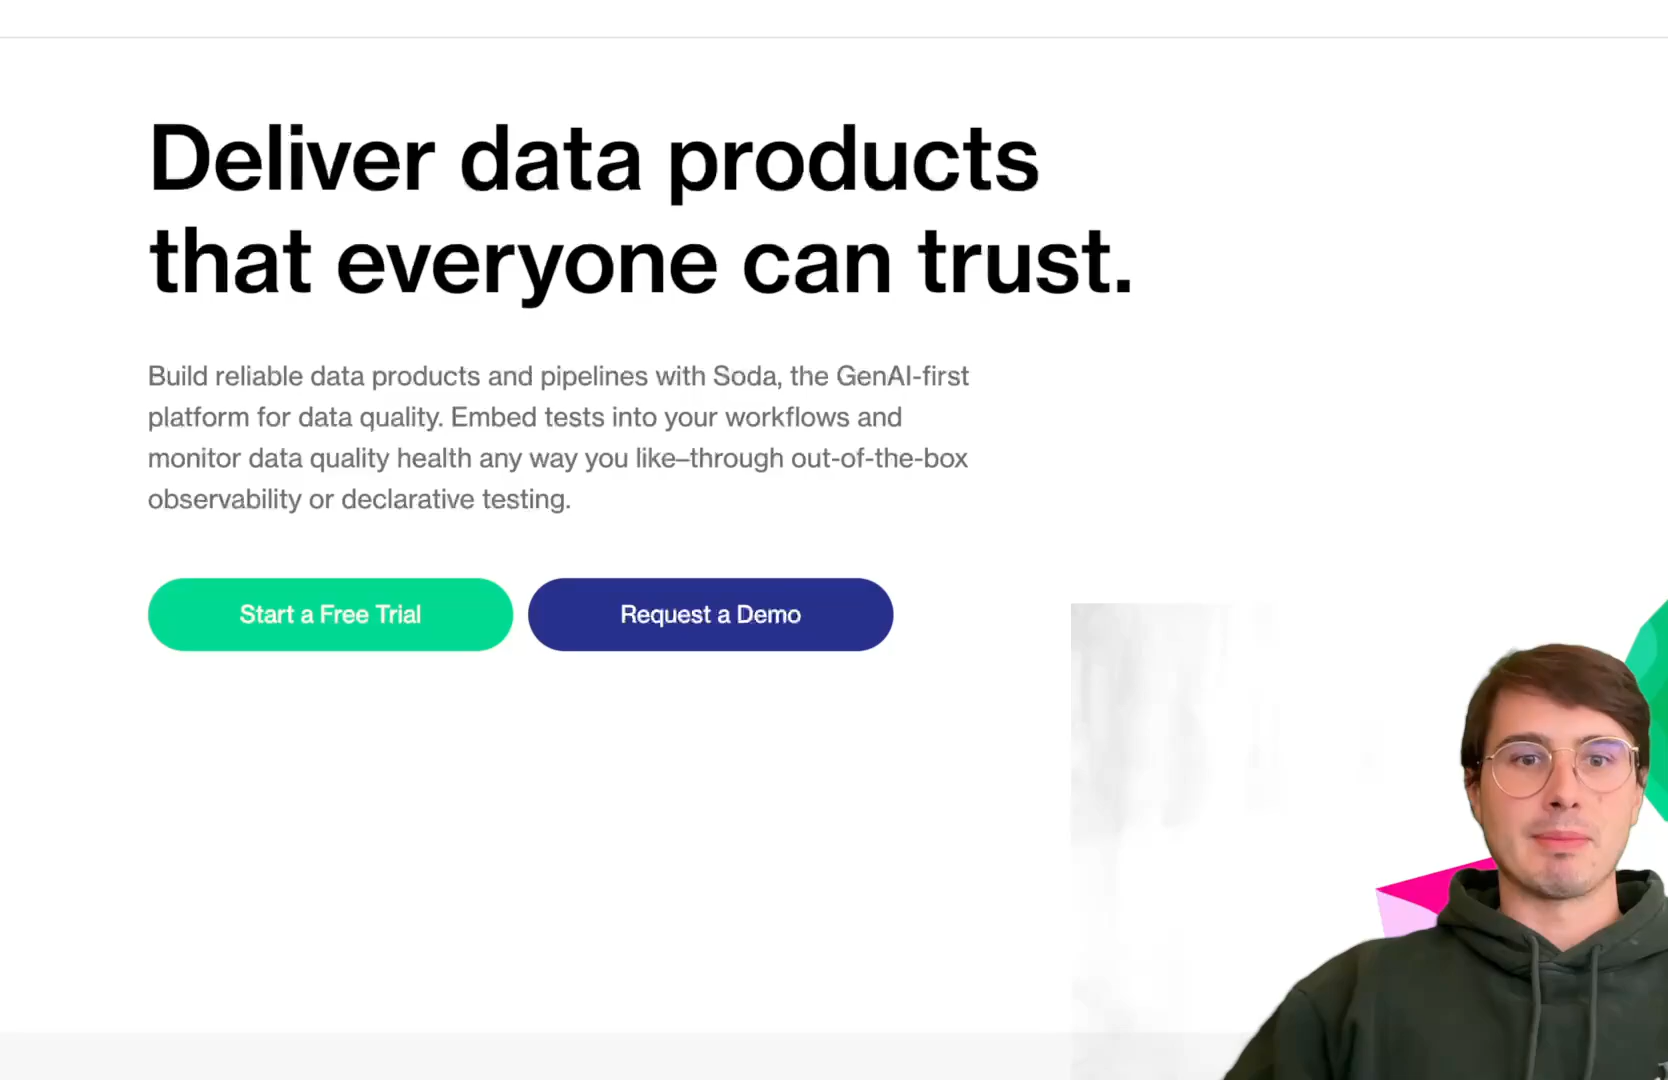 Deliver data products
that everyone can trust.
Build reliable data products and pipelines with Soda, the GenAI-first
platform for data quality. Embed tests into your workflows and
monitor data quality health any way you like–through out-of-the-box
observability or declarative testing.
Start a Free Trial
Request a Demo